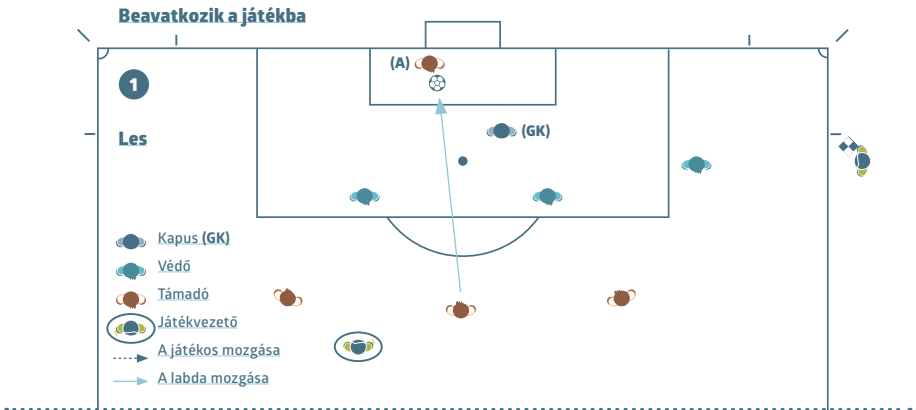 Beavatkozik a játékba
(A)
1
(GK)
Les
Kapus (GK)
Védő
Támadó
Játékvezető
A játékos mozgása
A labda mozgása